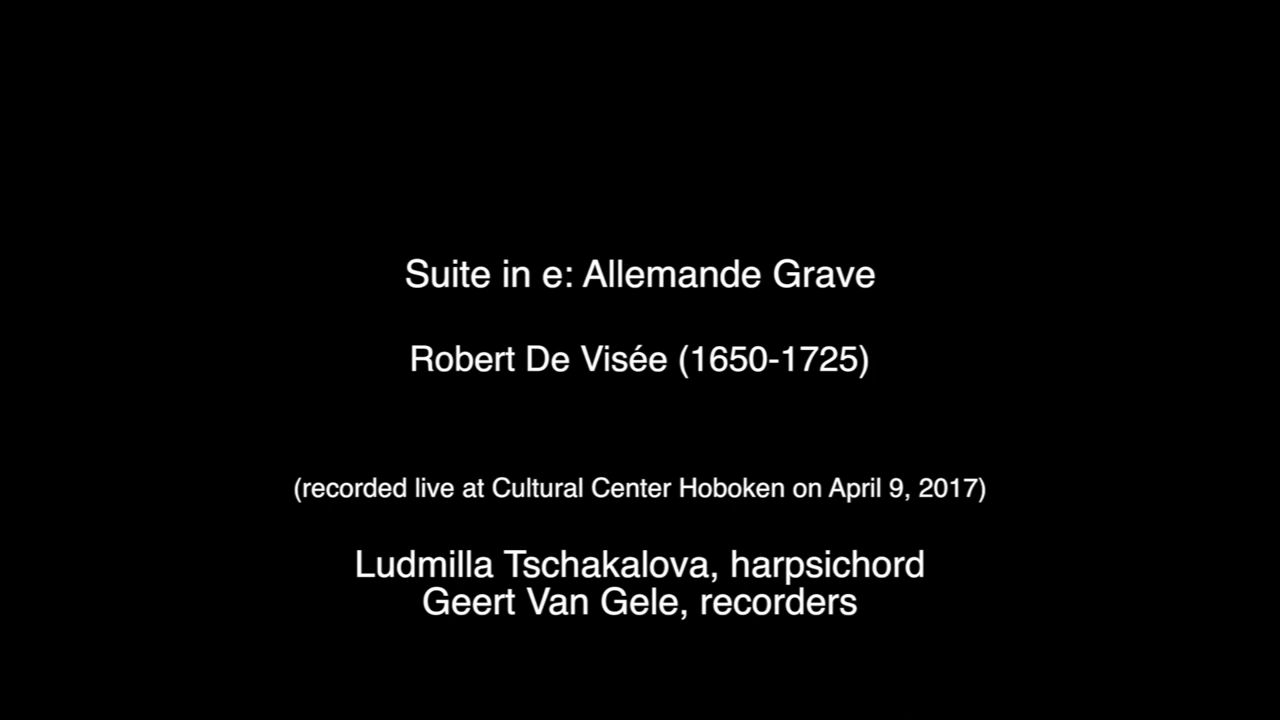 Suite in e: Allemande Grave
Robert De Visée (1650-1725)
(recorded live at Cultural Center Hoboken on April 9, 2017)
Ludmilla Tschakalova, harpsichord
Geert Van Gele, recorders